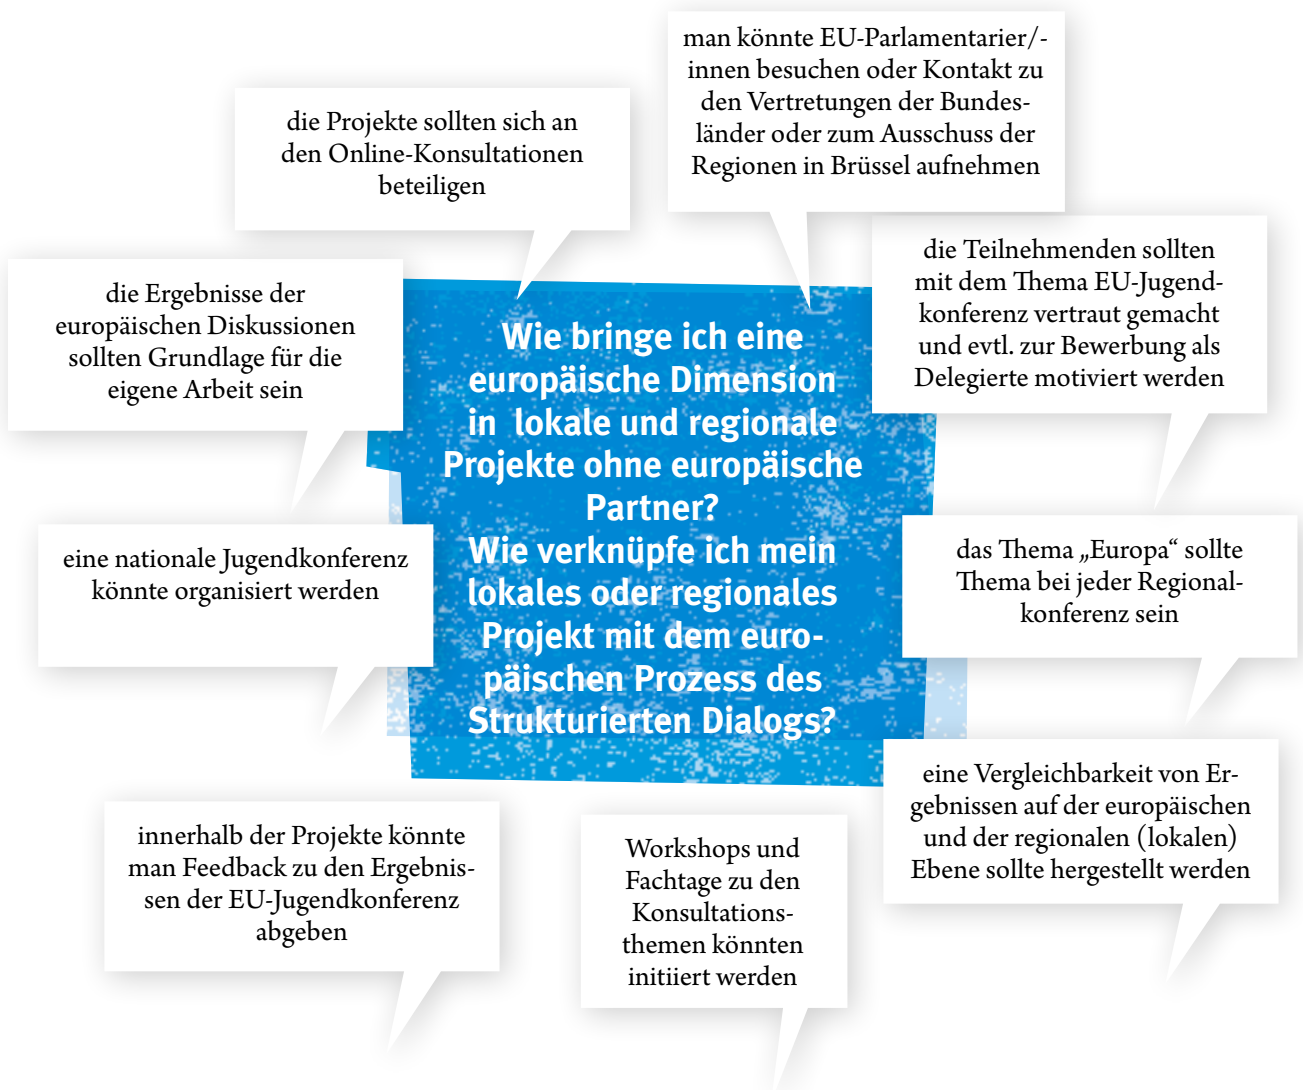 man könnte EU-Parlamentarier/-
innen besuchen oder Kontakt zu
den Vertretungen der Bundes-
länder oder zum Ausschuss der
Regionen in Brüssel aufnehmen
die Projekte sollten sich an
den Online-Konsultationen
beteiligen
die Teilnehmenden sollten
mit dem Thema EU-Jugend-
konferenz vertraut gemacht
und evtl. zur Bewerbung als
Delegierte motiviert werden
die Ergebnisse der
europäischen Diskussionen
sollten Grundlage für die
eigene Arbeit sein
Wie bringe ich eine
europäische Dimension
in lokale und regionale
Projekte ohne europäische
Partner?
Wie verknüpfe ich mein
lokales oder regionales
Projekt mit dem euro-
päischen Prozess des
Strukturierten Dialogs?
eine nationale Jugendkonferenz
könnte organisiert werden
das Thema „Europa“ sollte
Thema bei jeder Regional-
konferenz sein
eine Vergleichbarkeit von Er-
gebnissen auf der europäischen
und der regionalen (lokalen)
Ebene sollte hergestellt werden
innerhalb der Projekte könnte
man Feedback zu den Ergebnis-
sen der EU-Jugendkonferenz
abgeben
Workshops und
Fachtage zu den
Konsultations-
themen könnten
initiiert werden